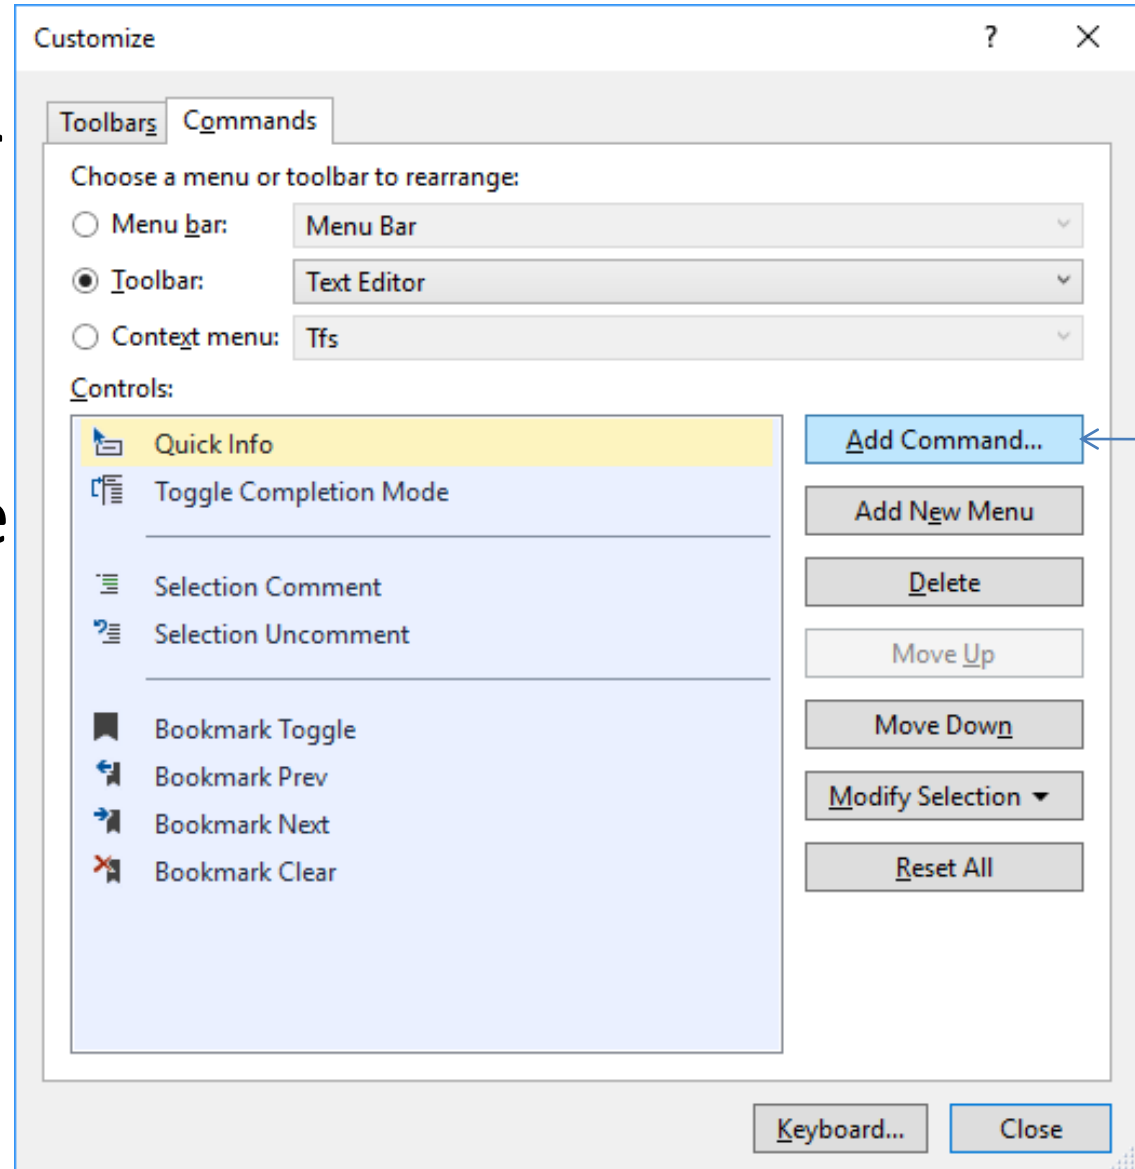 Customize ?
Toolbars Commands
Choose a menu or toolbar to rearrange:
Menu bar: Menu Bar
Toolbar: Text Editor
Context menu: Tfs
Controls:
Quick Info
Toggle Completion Mode
Selection Comment
Selection Uncomment
Bookmark Toggle
Bookmark Prev
Bookmark Next
Bookmark Clear
Add Command...
Add New Menu
Delete
Move Up
Move Down
Modify Selection
Reset All
Keyboard... Close
e